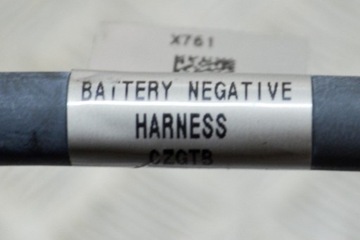 X761
BATTERY NEGATIVE
HARNESS
CZGTB